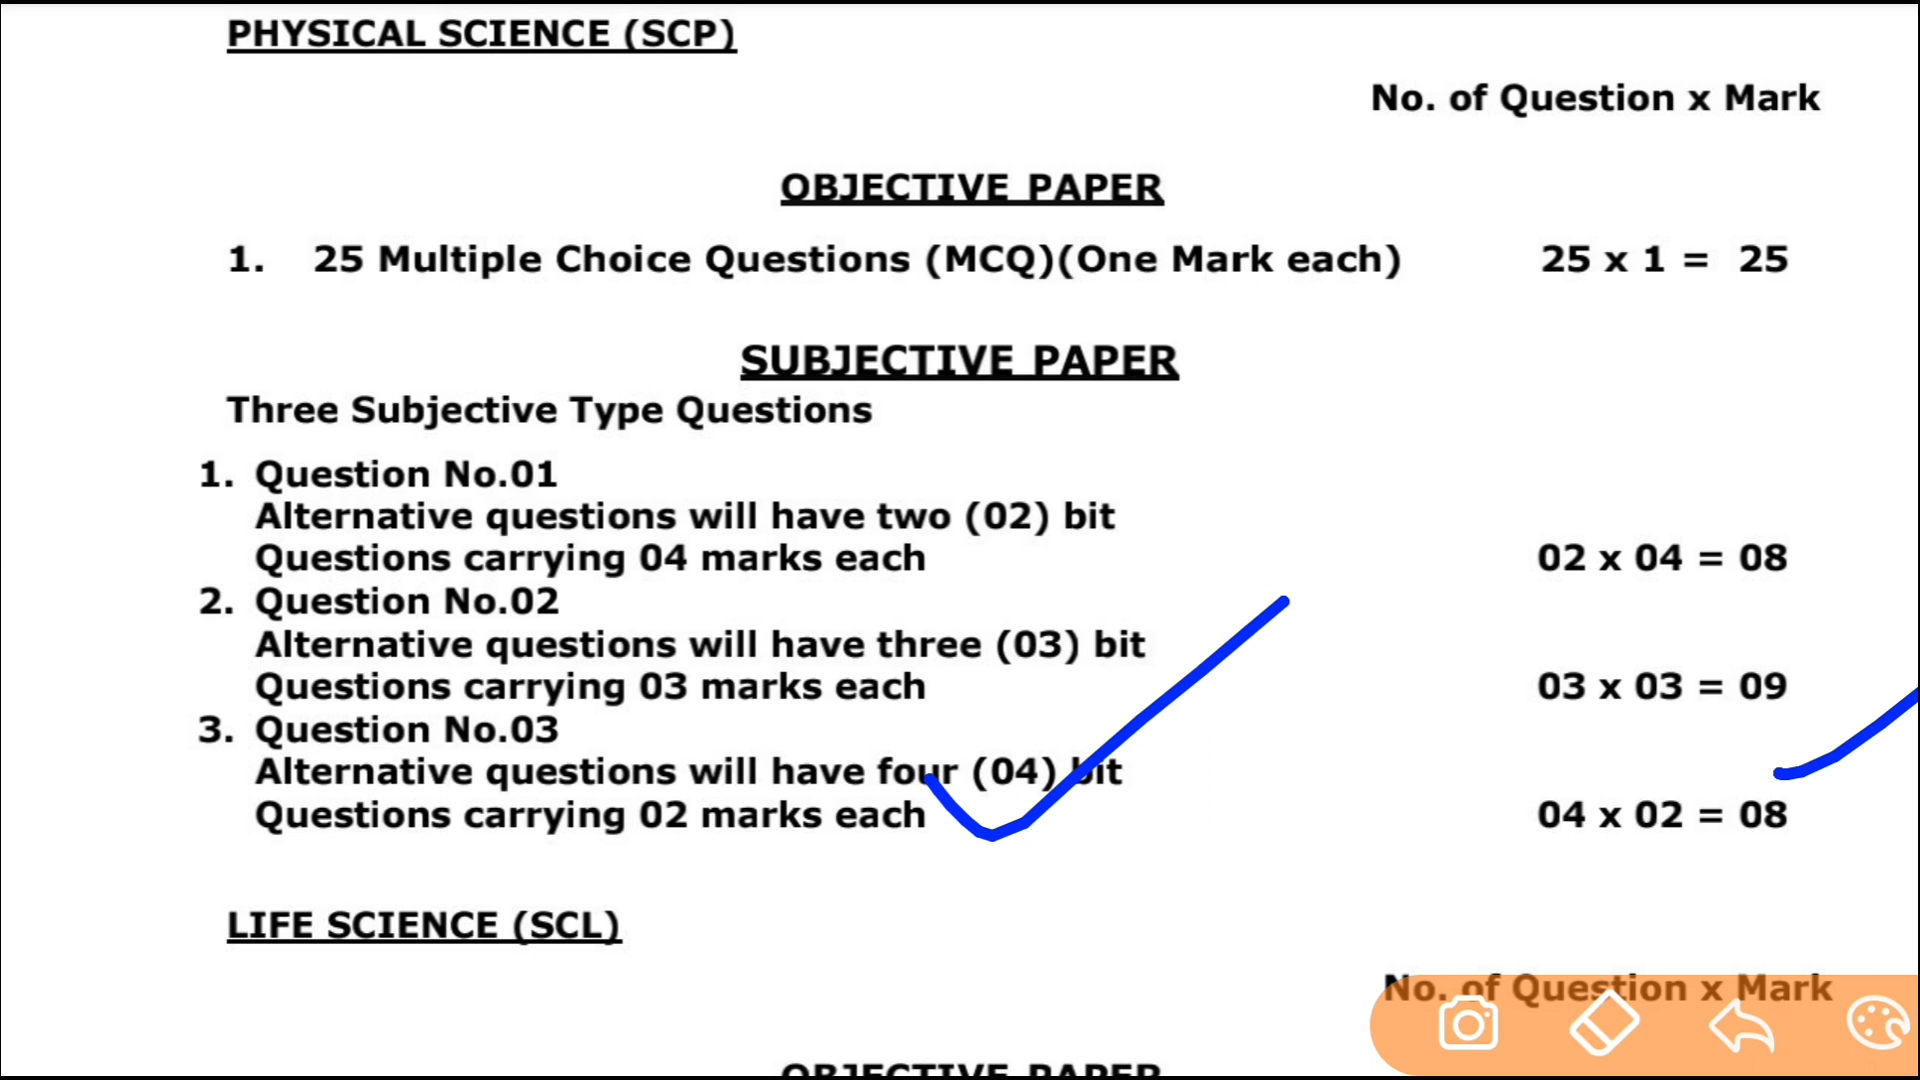 PHYSICAL SCIENCE (SCP)
No. of Question x Mark
OBJECTIVE PAPER
1. 25 Multiple Choice Questions (MCQ)(One Mark each) 25 x 1 = 25
SUBJECTIVE PAPER
Three Subjective Type Questions
1. Question No.01
Alternative questions will have two (02) bit
Questions carrying 04 marks each 02 x 04 = 08
2. Question No.02
Alternative questions will have three (03) bit
Questions carrying 03 marks each 03 x 03 = 09
3. Question No.03
Alternative questions will have four (04) bit
Questions carrying 02 marks each 04 x 02 = 08
LIFE SCIENCE (SCL)
No. of Question x Mark
OBJECTIVE PAPER